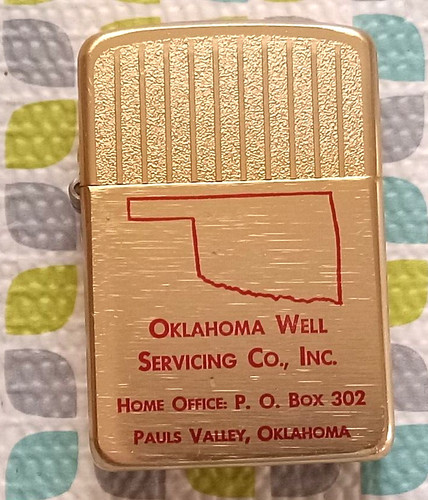 Oklahoma Well
Servicing Co., Inc.
Home Office: P. O. Box 302
Pauls Valley, Oklahoma